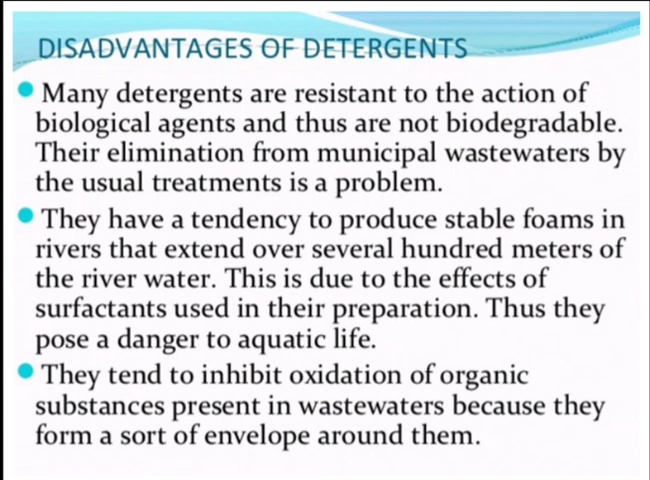 DISADVANTAGES OF DETERGENTS
Many detergents are resistant to the action of
biological agents and thus are not biodegradable.
Their elimination from municipal wastewaters by
the usual treatments is a problem.
They have a tendency to produce stable foams in
rivers that extend over several hundred meters of
the river water. This is due to the effects of
surfactants used in their preparation. Thus they
pose a danger to aquatic life.
They tend to inhibit oxidation of organic
substances present in wastewaters because they
form a sort of envelope around them.